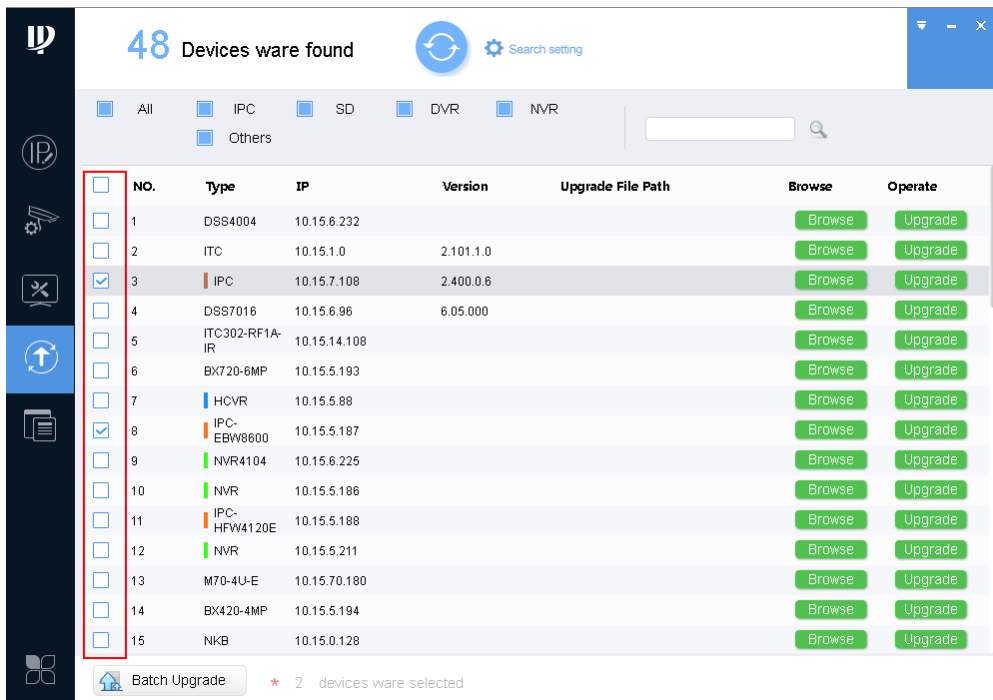 48 Devices ware found
Search setting
All IPC SD DVR NVR
Others
NO. Type IP Version Upgrade File Path Browse Operate
1 DSS4004 10.15.6.232 Browse Upgrade
2 ITC 10.15.1.0 2.101.1.0 Browse Upgrade
3 IPC 10.15.7.108 2.400.0.6 Browse Upgrade
4 DSS7016 10.15.6.96 6.05.000 Browse Upgrade
5 ITC302-RF1A-IR 10.15.14.108 Browse Upgrade
6 BX720-6MP 10.15.5.193 Browse Upgrade
7 HCVR 10.15.5.88 Browse Upgrade
8 IPC-EBW8600 10.15.5.187 Browse Upgrade
9 NVR4104 10.15.6.225 Browse Upgrade
10 NVR 10.15.5.186 Browse Upgrade
11 IPC-HFW4120E 10.15.5.188 Browse Upgrade
12 NVR 10.15.5.211 Browse Upgrade
13 M70-4U-E 10.15.70.180 Browse Upgrade
14 BX420-4MP 10.15.5.194 Browse Upgrade
15 NKB 10.15.0.128 Browse Upgrade
Batch Upgrade * 2 devices ware selected
IP